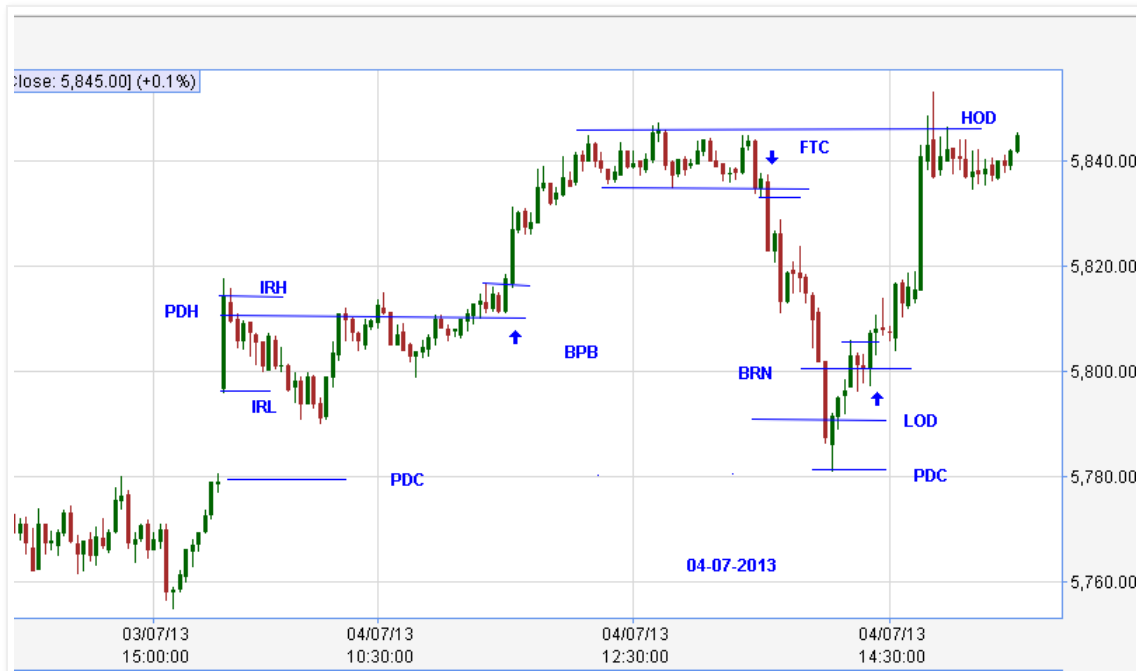 Close: 5,845.00] (+0.1%)
HOD
FTC
5,840.00
5,820.00
IRH
PDH
BPB
BRN
5,800.00
IRL
LOD
PDC
PDC
5,780.00
04-07-2013
5,760.00
03/07/13 04/07/13 04/07/13 04/07/13
15:00:00 10:30:00 12:30:00 14:30:00